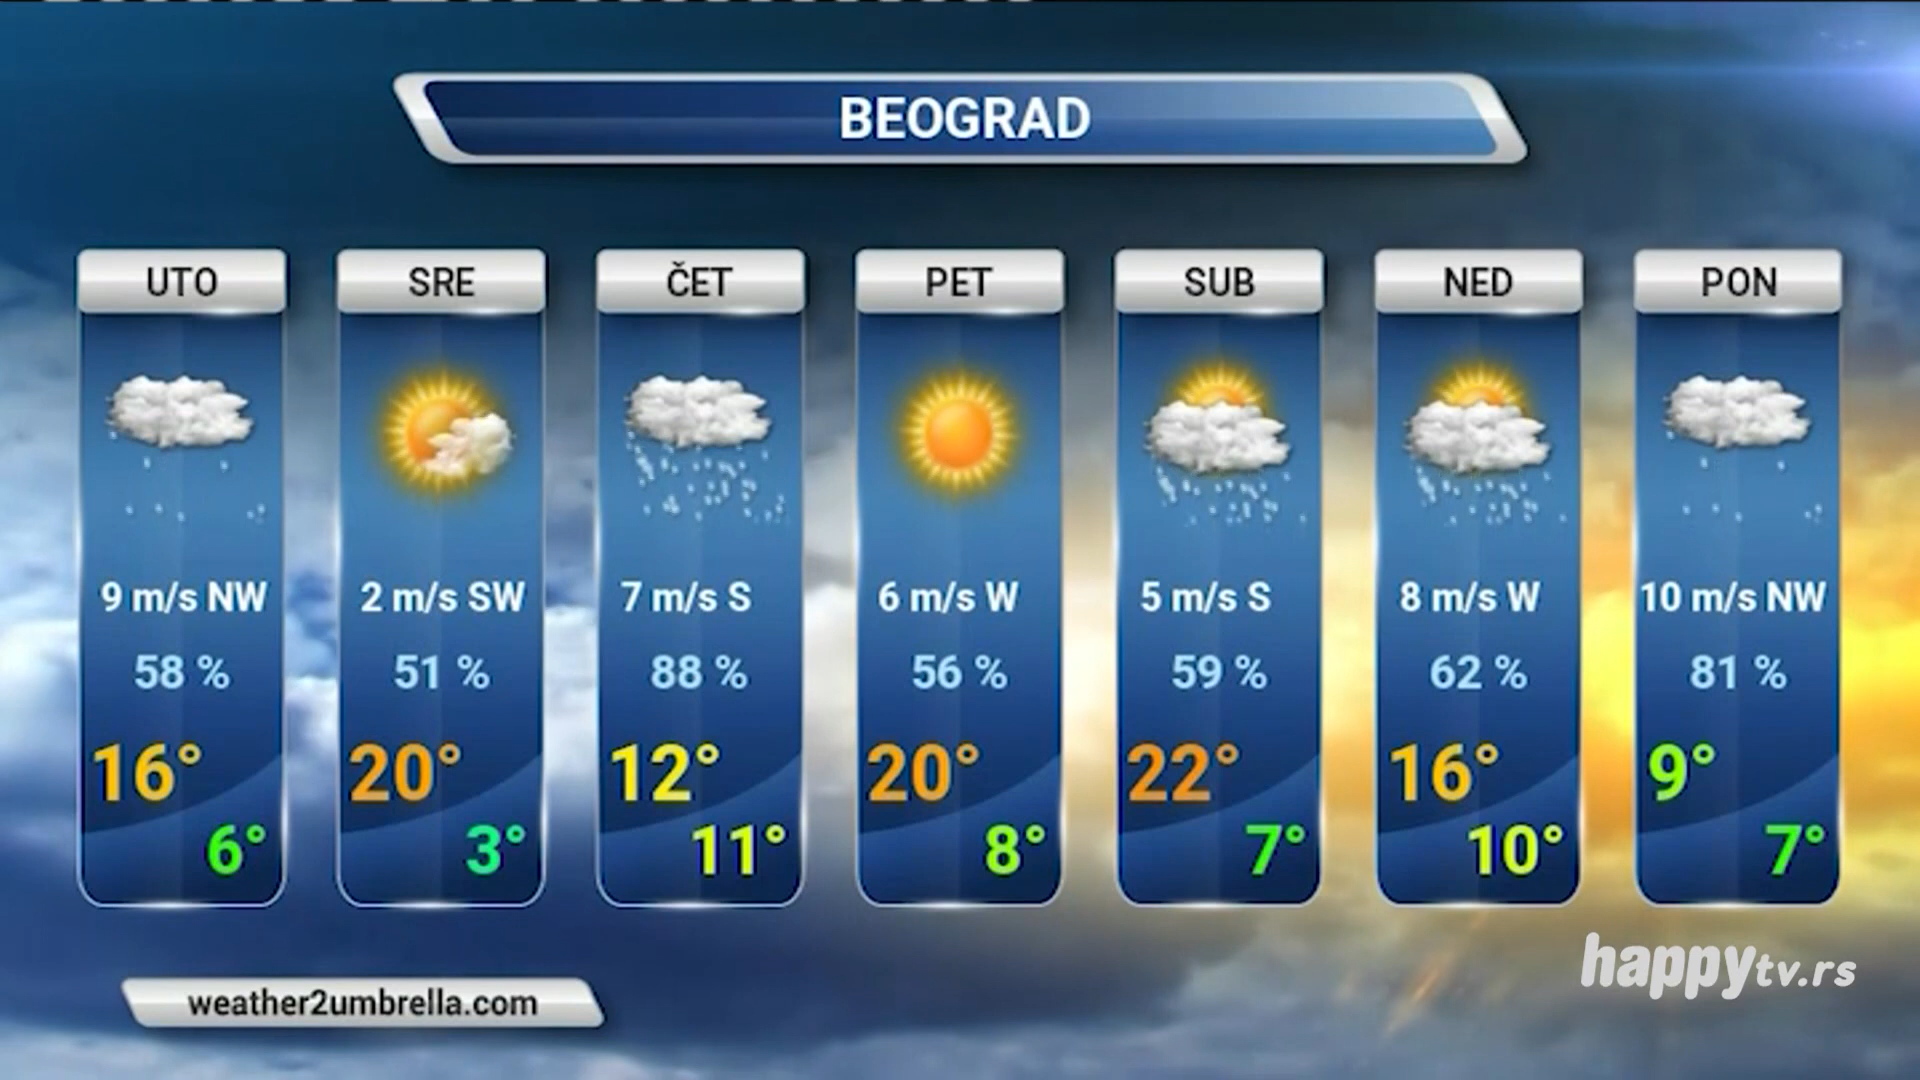 BEOGRAD
UTO SRE ČET PET SUB NED PON
9 m/s NW 2 m/s SW 7 m/s S 6 m/s W 5 m/s S 8 m/s W 10 m/s NW
58 % 51 % 88 % 56 % 59 % 62 % 81 %
16° 20° 12° 20° 22° 16° 9°
6° 3° 11° 8° 7° 10° 7°
happytv.rs
weather2umbrella.com